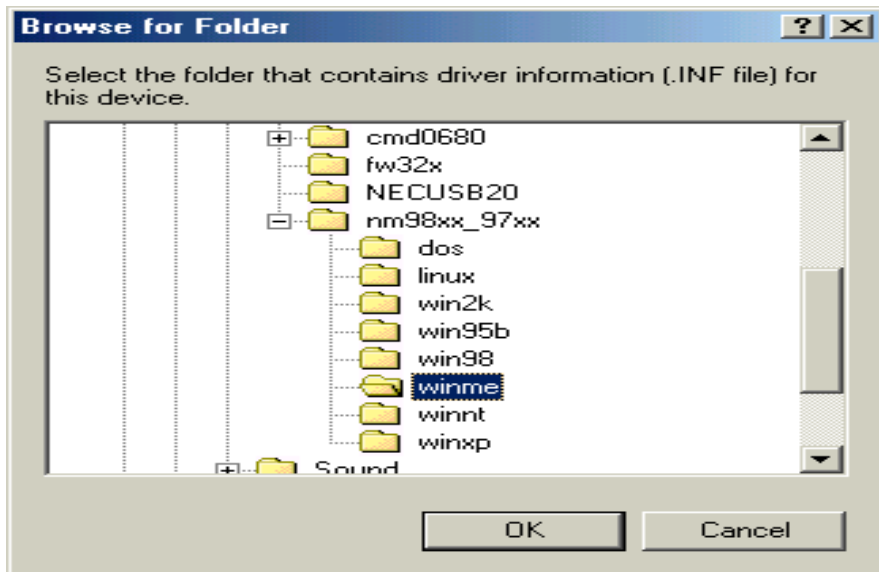 Browse for Folder
Select the folder that contains driver information (.INF file) for
this device.
cmd0680
fw32x
NECUSB20
nm98xx_97xx
dos
linux
win2k
win95b
win98
winme
winnt
winxp
Sound
OK Cancel